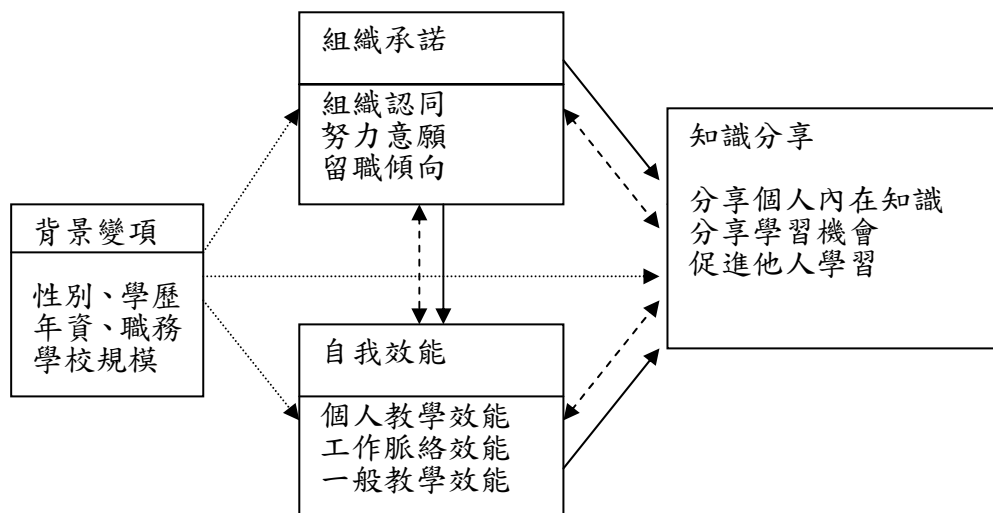 組織承諾
組織認同
努力意願
留職傾向
知識分享
分享個人內在知識
分享學習機會
促進他人學習
背景變項
性別、學歷
年資、職務
學校規模
自我效能
個人教學效能
工作脈絡效能
一般教學效能